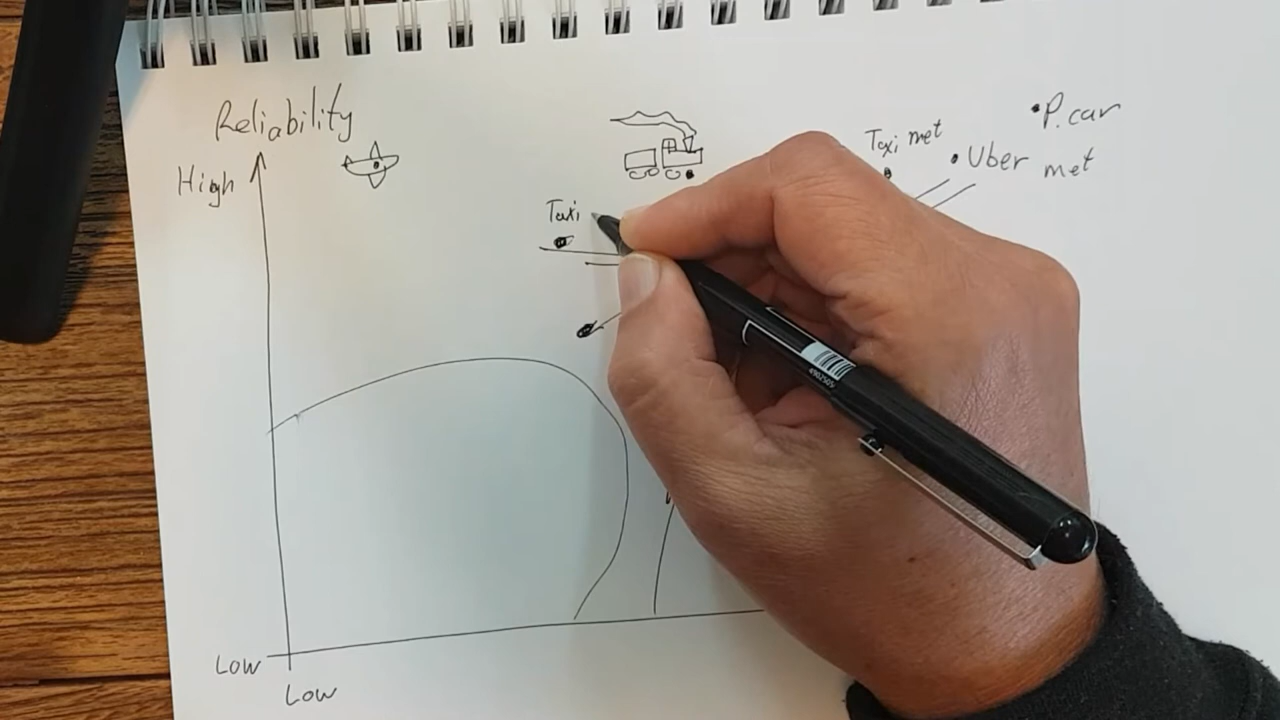 Reliability
High
P.car
Taxi met
Uber met
Taxi
Low
Low